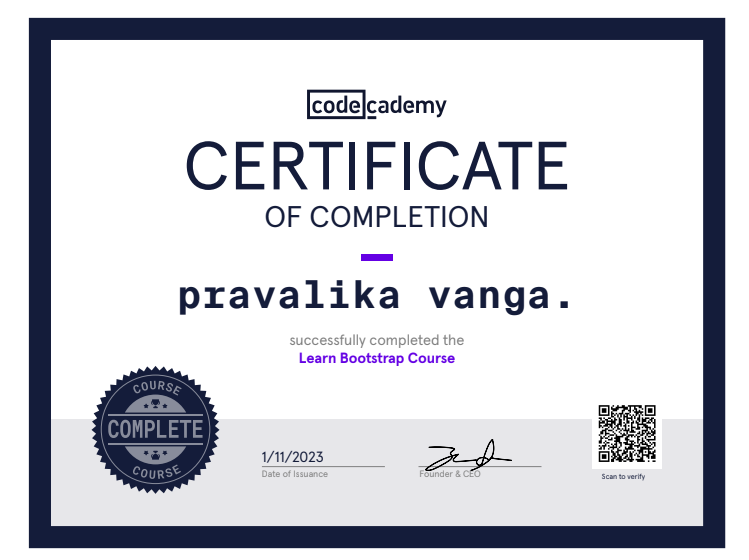 codecademy
CERTIFICATE
OF COMPLETION
pravalika vanga.
successfully completed the
Learn Bootstrap Course
COURSE
COMPLETE
COURSE
1/11/2023
Date of Issuance
Founder & CEO
Scan to verify